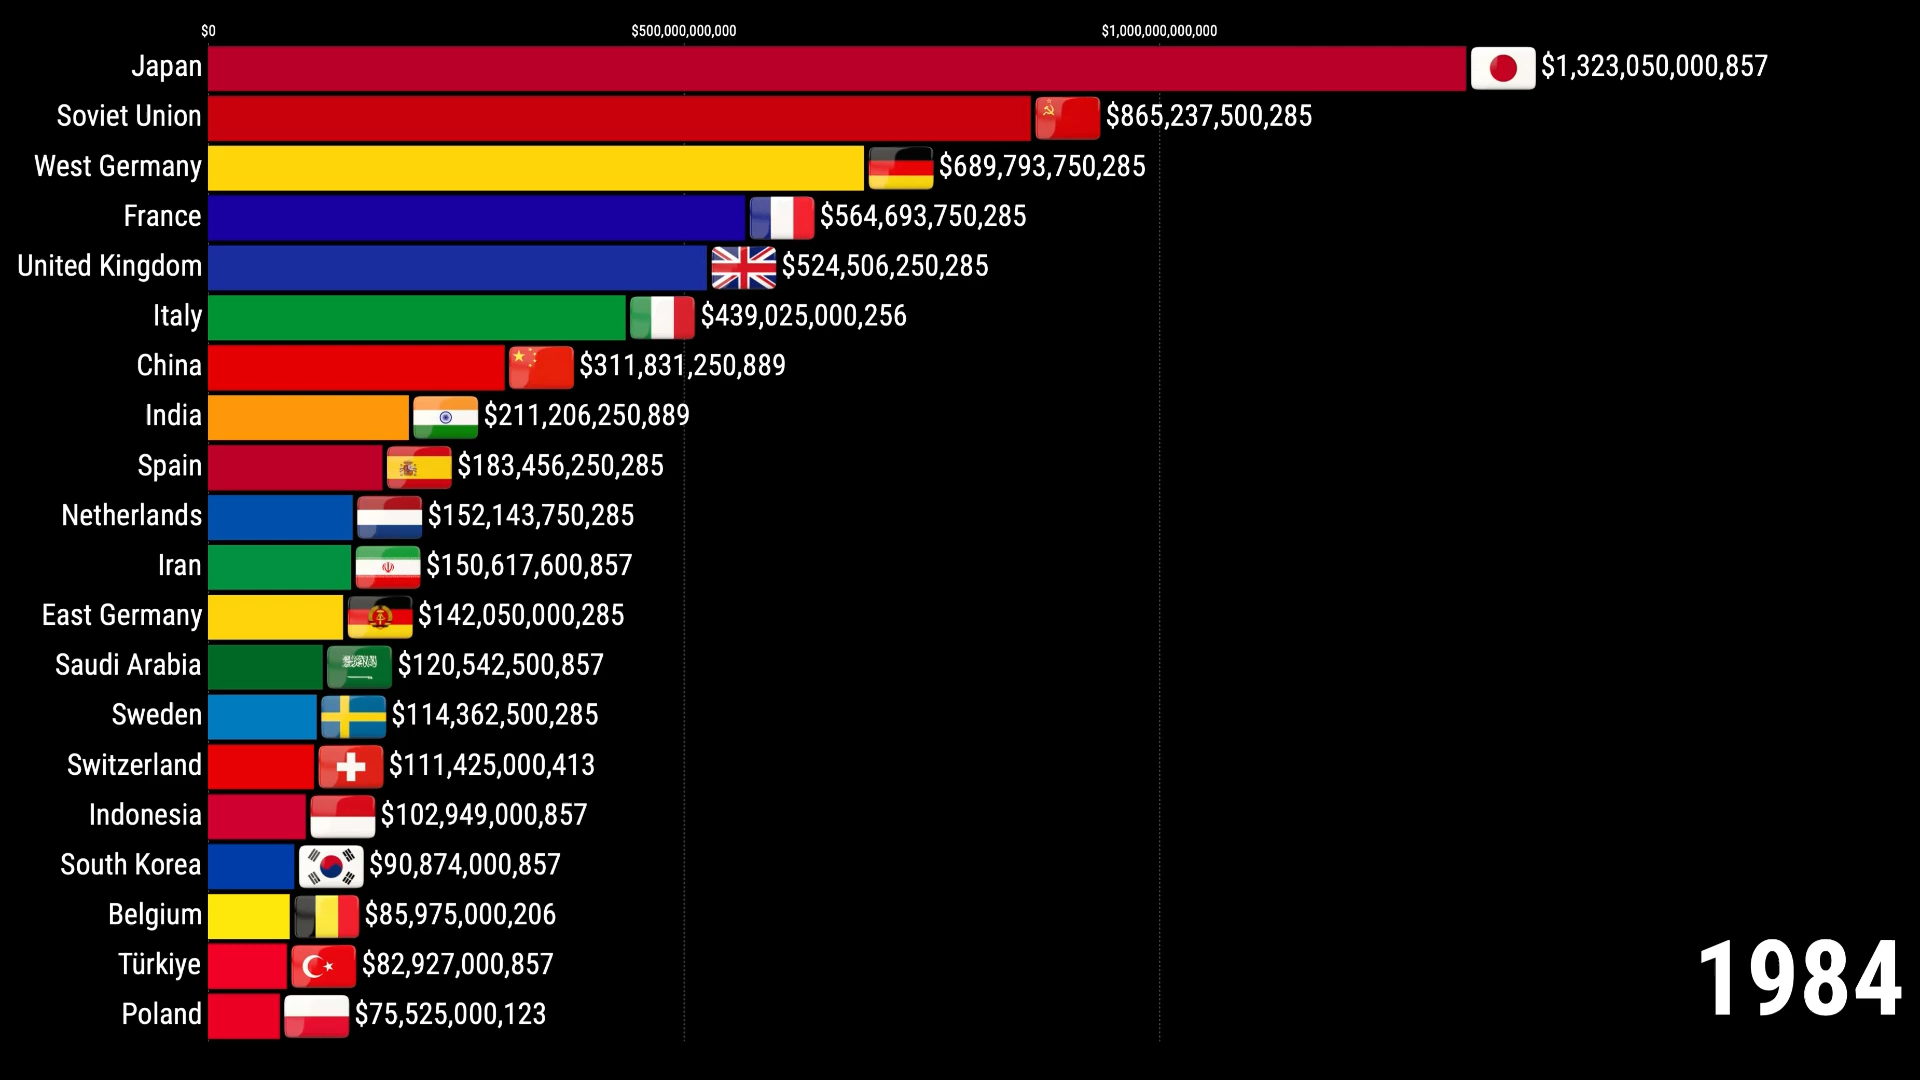 $0 $500,000,000,000 $1,000,000,000,000
Japan $1,323,050,000,857
Soviet Union $865,237,500,285
West Germany $689,793,750,285
France $564,693,750,285
United Kingdom $524,506,250,285
Italy $439,025,000,256
China $311,831,250,889
India $211,206,250,889
Spain $183,456,250,285
Netherlands $152,143,750,285
Iran $150,617,600,857
East Germany $142,050,000,285
Saudi Arabia $120,542,500,857
Sweden $114,362,500,285
Switzerland $111,425,000,413
Indonesia $102,949,000,857
South Korea $90,874,000,857
Belgium $85,975,000,206
Türkiye $82,927,000,857
Poland $75,525,000,123
1984